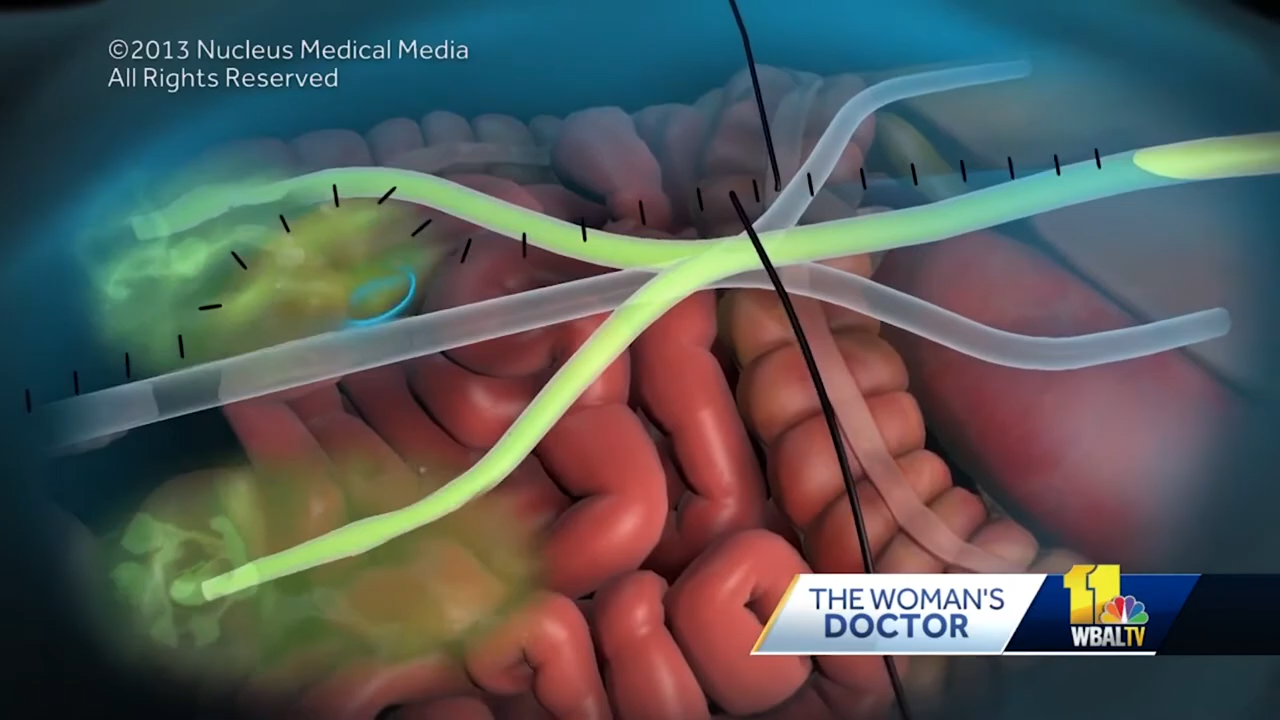 ©2013 Nucleus Medical Media
All Rights Reserved
THE WOMAN'S
DOCTOR
11
WBALTV